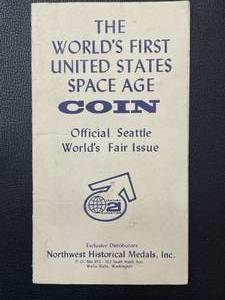 THE
WORLD'S FIRST
UNITED STATES
SPACE AGE
COIN
Official Seattle
World's Fair Issue
21
Exclusive Distributors
Northwest Historical Medals, Inc.
Walla Walla, Washington